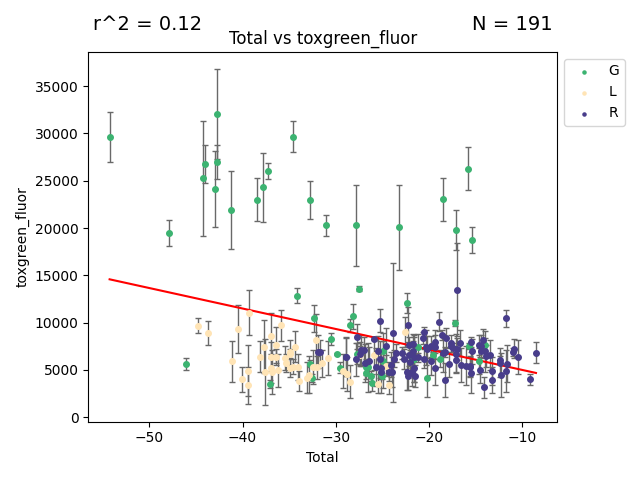 r^2 = 0.12
N = 191
Total vs toxgreen_fluor
35000
30000
25000
20000
15000
10000
5000
0
toxgreen_fluor
−50
−40
−30
−20
−10
Total
G
L
R